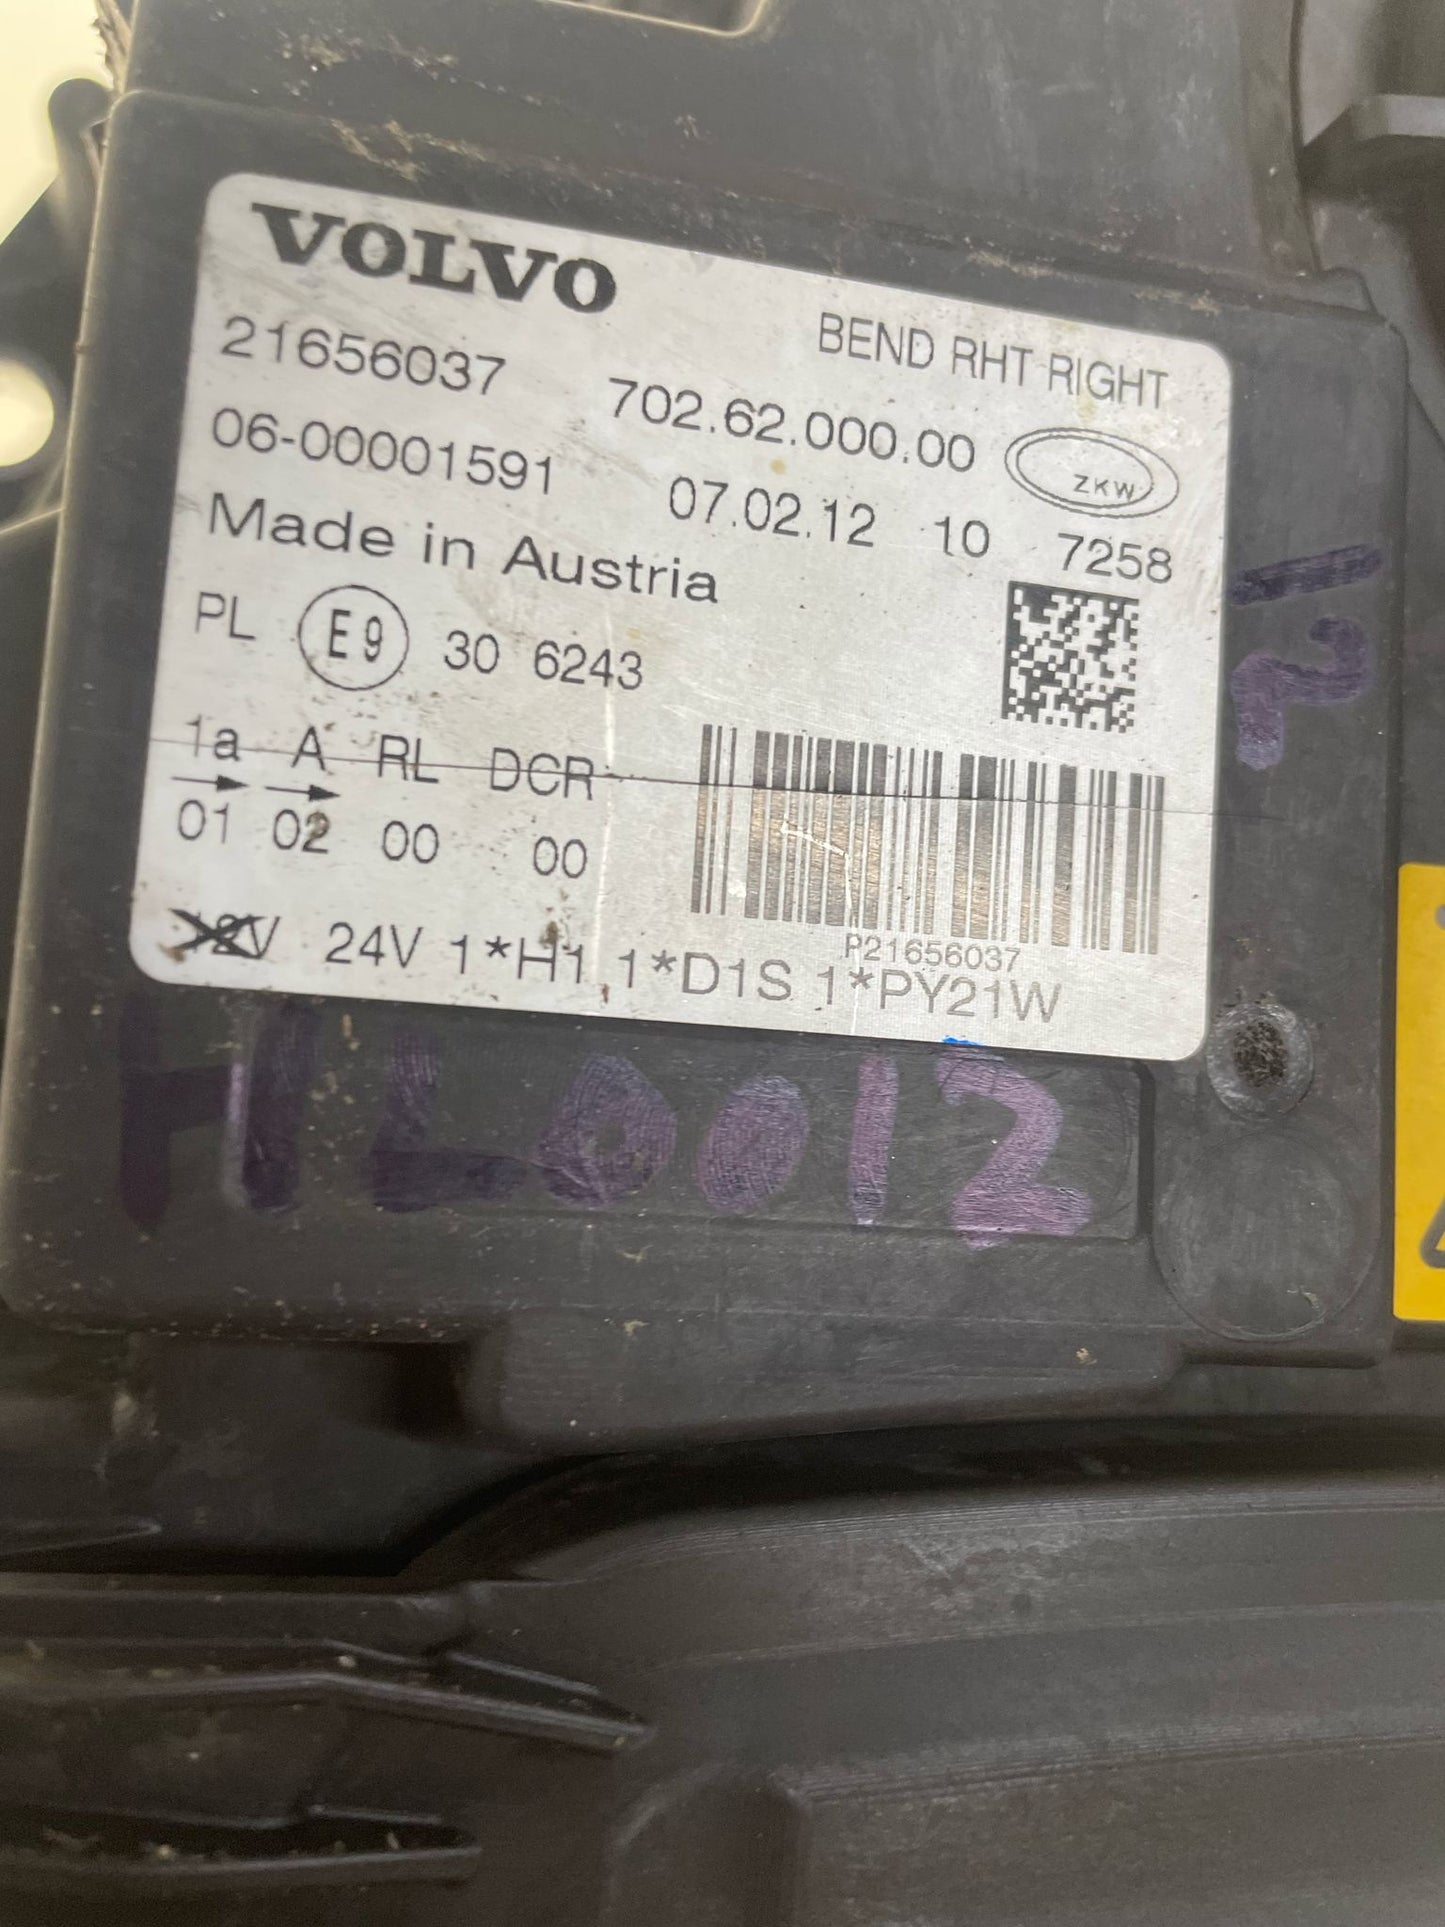 VOLVO
BEND RHT RIGHT
21656037 702.62.000.00 ZKW
06-00001591 07.02.12 10 7258
Made in Austria
PL E9 30 6243
1a A RL DCR
01 02 00 00
P21656037
12V 24V 1*H1 1*D1S 1*PY21W
HL0012
12